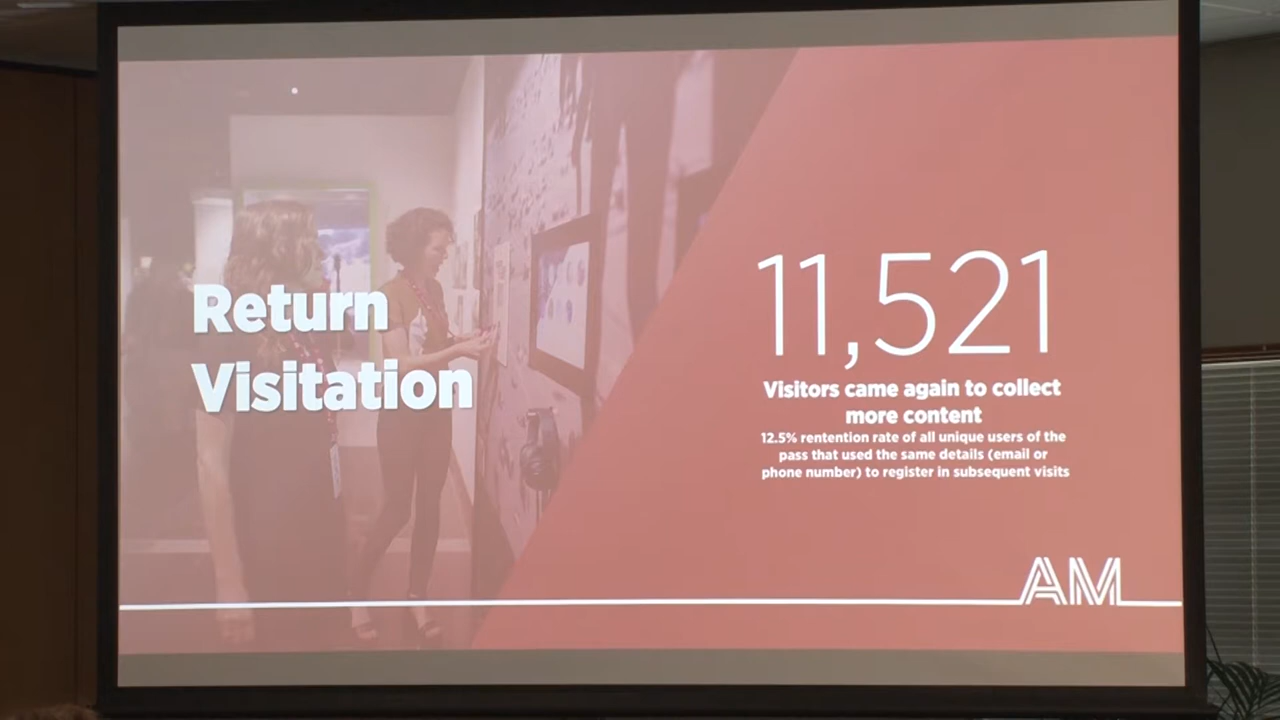 Return
Visitation
11,521
Visitors came again to collect
more content
12.5% rentention rate of all unique users of the
pass that used the same details (email or
phone number) to register in subsequent visits
AM